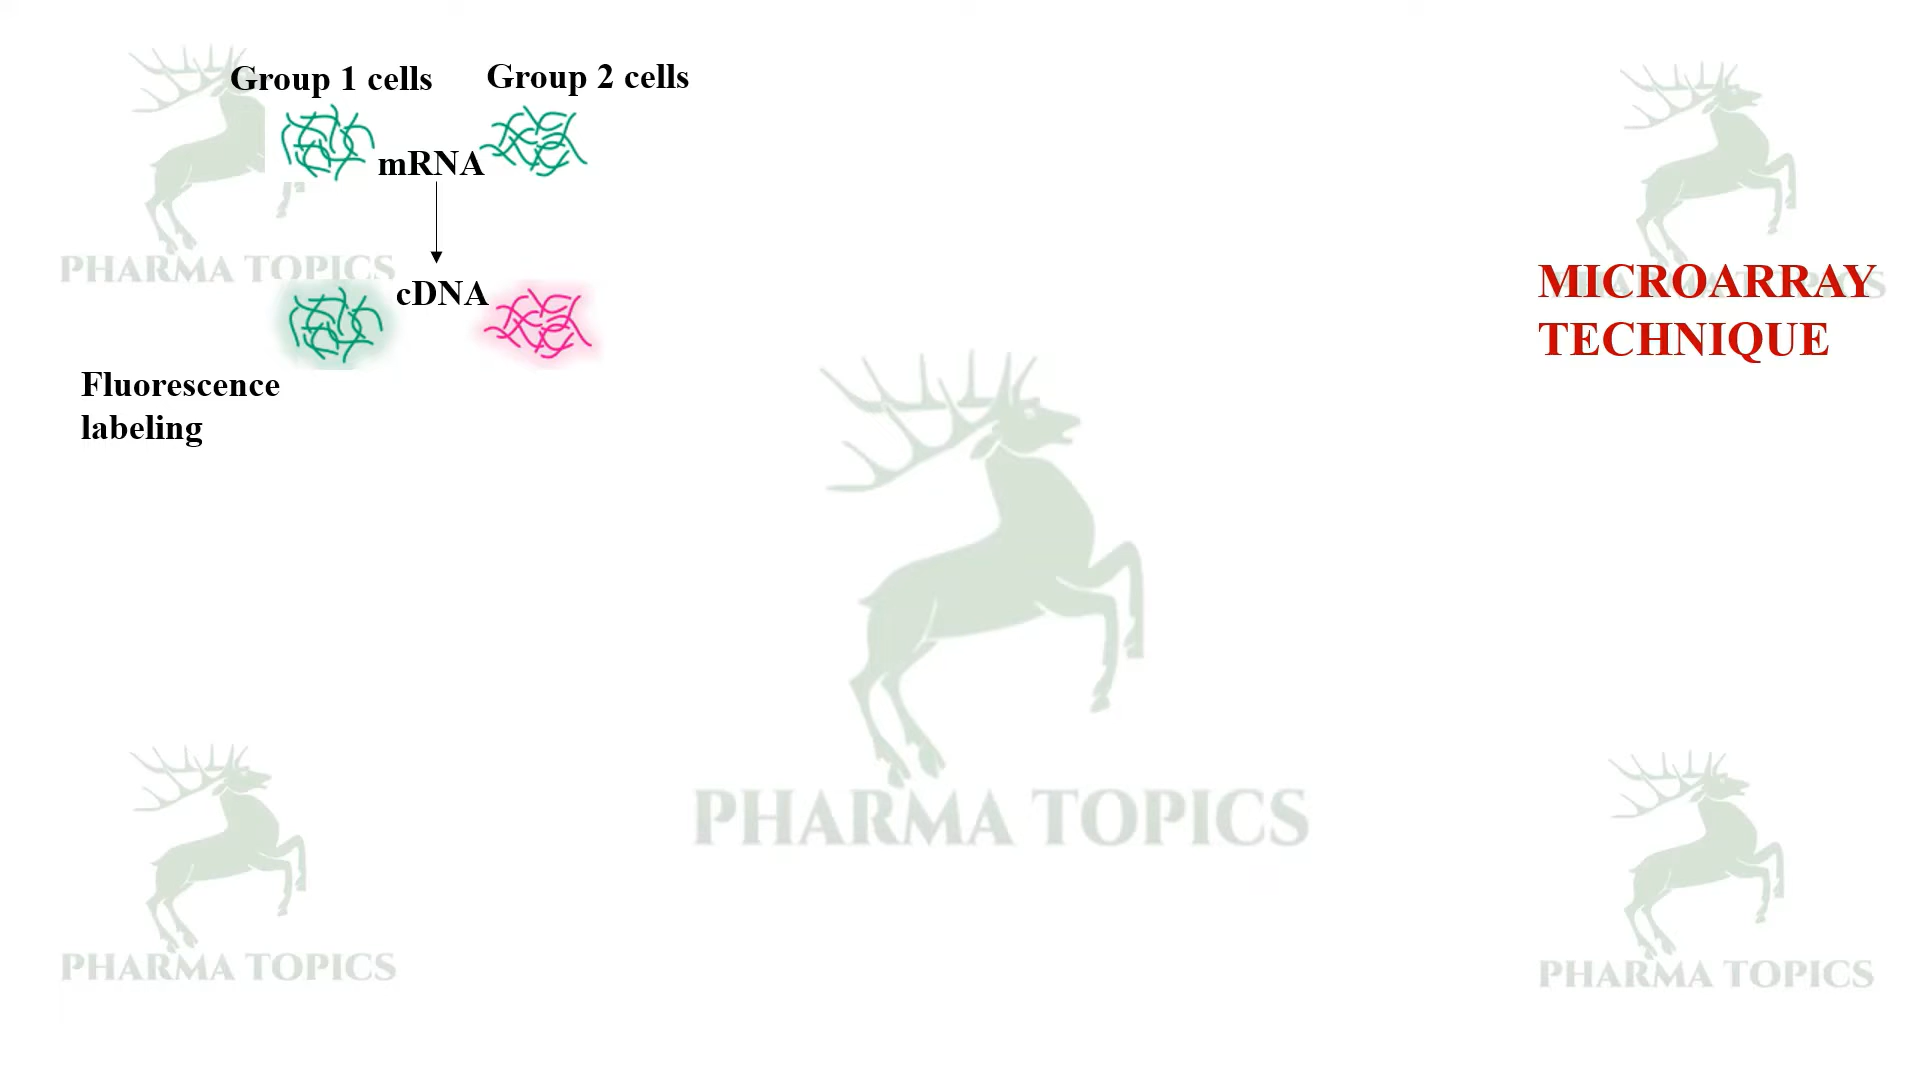 Group 1 cells
Group 2 cells
mRNA
PHARMA TOPICS
cDNA
PHARMA TOPICS
MICROARRAY
TECHNIQUE
Fluorescence
labeling
PHARMA TOPICS
PHARMA TOPICS
PHARMA TOPICS